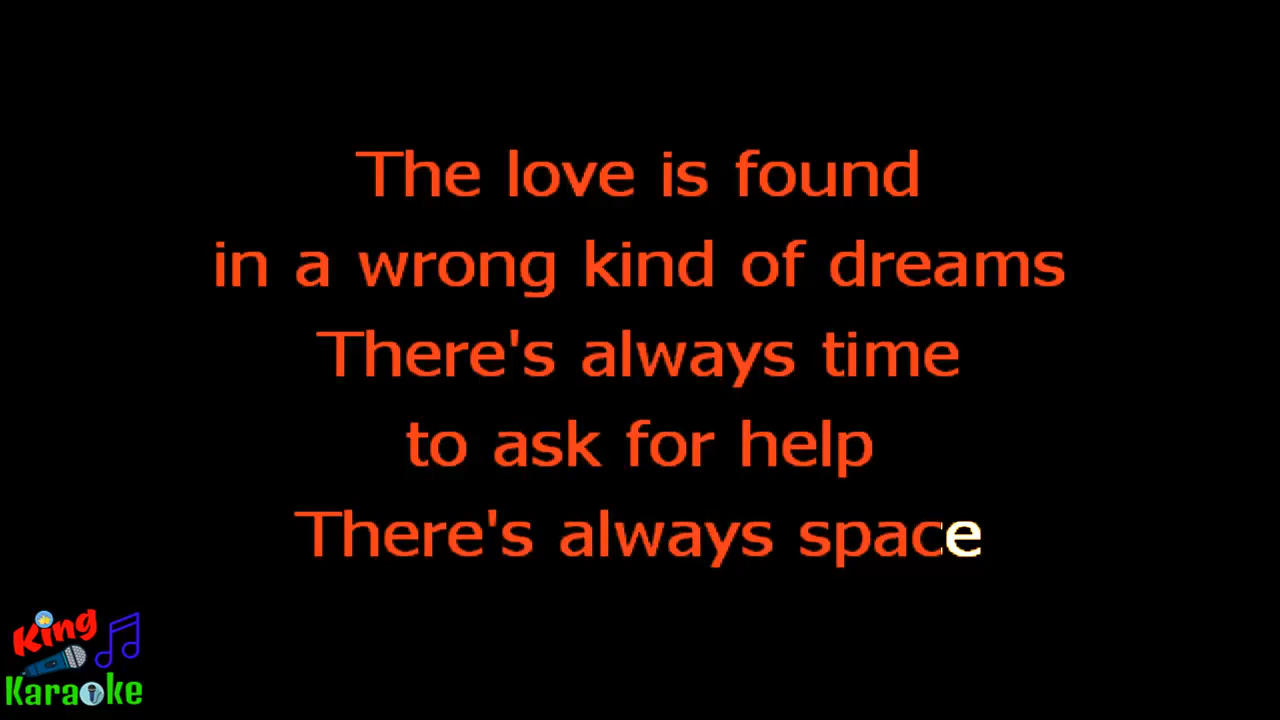 The love is found
in a wrong kind of dreams
There's always time
to ask for help
There's always space
King
Karaoke